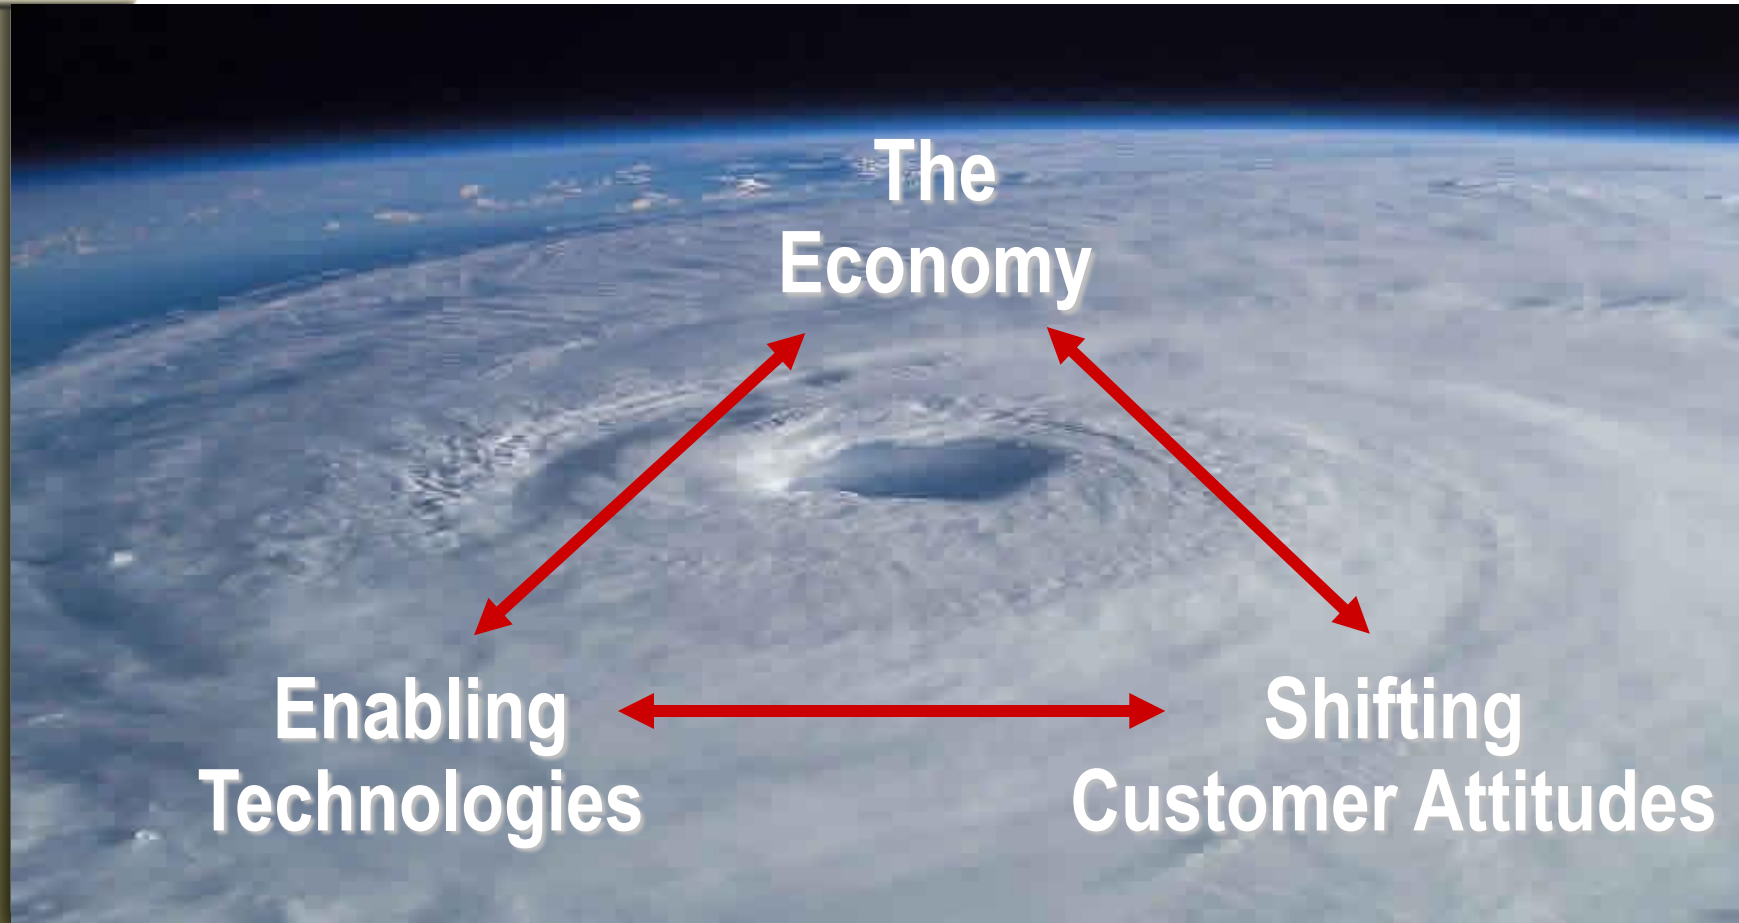 The
Economy
Enabling
Technologies
Shifting
Customer Attitudes